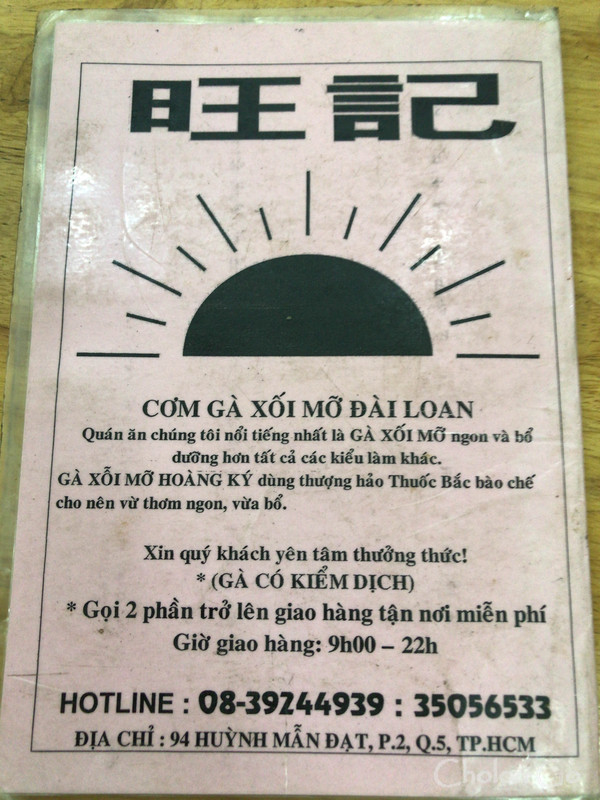 旺記
CƠM GÀ XỐI MỠ ĐÀI LOAN
Quán ăn chúng tôi nổi tiếng nhất là GÀ XỐI MỠ ngon và bổ
dưỡng hơn tất cả các kiểu làm khác.
GÀ XỐI MỠ HOÀNG KÝ dùng thượng hảo Thuốc Bắc bào chế
cho nên vừ thơm ngon, vừa bổ.
Xin quý khách yên tâm thưởng thức!
* (GÀ CÓ KIỂM DỊCH)
* Gọi 2 phần trở lên giao hàng tận nơi miễn phí
Giờ giao hàng: 9h00 – 22h
HOTLINE : 08-39244939 : 35056533
ĐỊA CHỈ : 94 HUỲNH MẪN ĐẠT, P.2, Q.5, TP.HCM